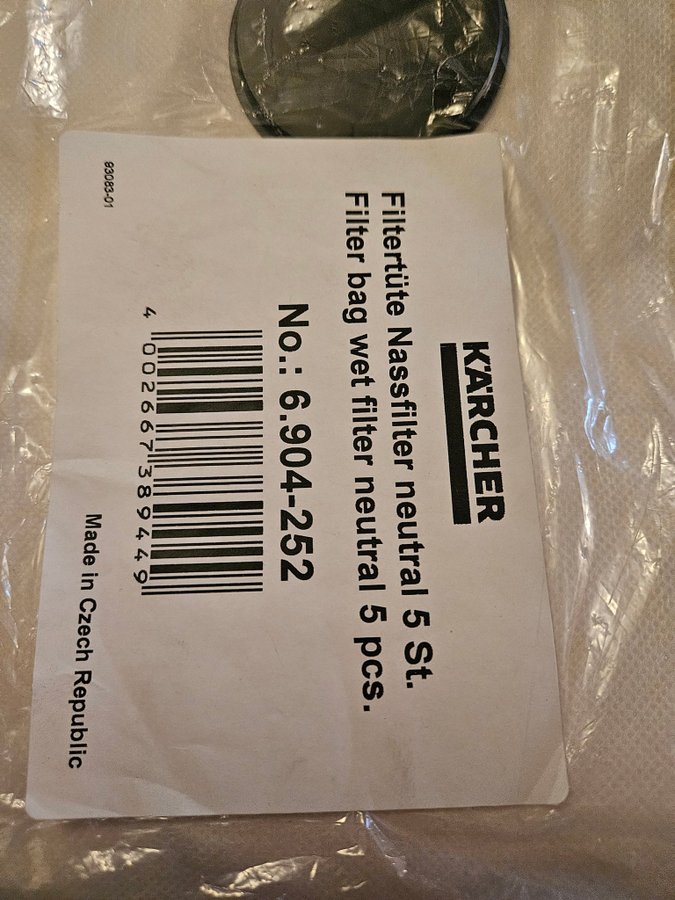 KÄRCHER
Filtertüte Nassfilter neutral 5 St.
Filter bag wet filter neutral 5 pcs.
No.: 6.904-252
4 002667 389449
Made in Czech Republic
93083-01